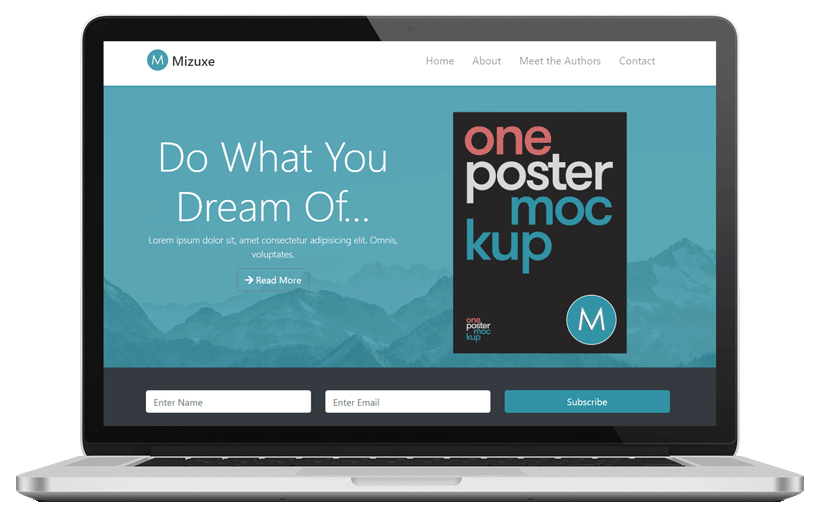 M Mizuxe
Home About Meet the Authors Contact
Do What You
Dream Of...
Lorem ipsum dolor sit, amet consectetur adipisicing elit. Omnis,
voluptates.
Read More
one
poster
moc
kup
one
poster
moc
kup
M
Enter Name
Enter Email
Subscribe